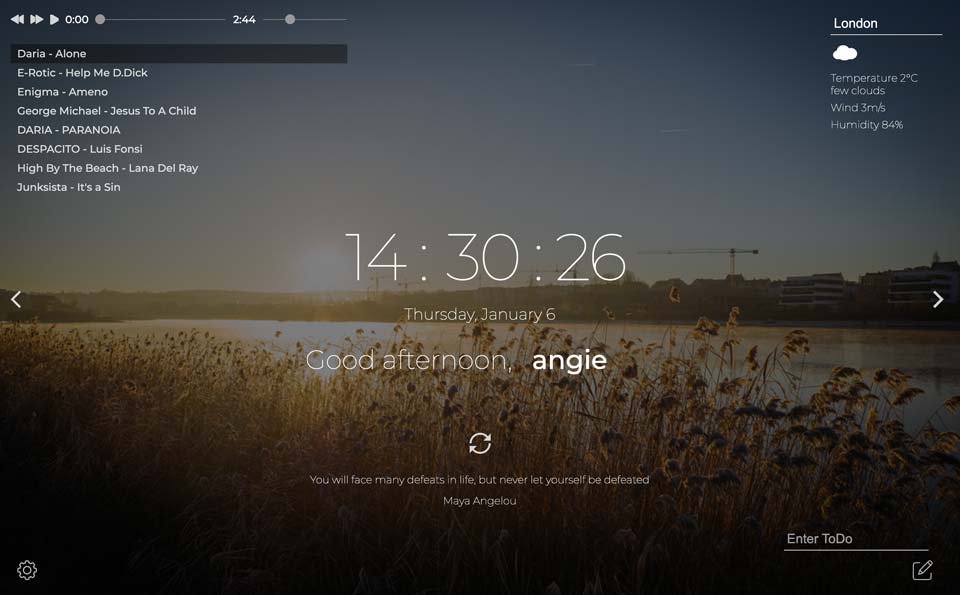 0:00 2:44
Daria - Alone
E-Rotic - Help Me D.Dick
Enigma - Ameno
George Michael - Jesus To A Child
DARIA - PARANOIA
DESPACITO - Luis Fonsi
High By The Beach - Lana Del Ray
Junksista - It's a Sin
London
Temperature 2°C
few clouds
Wind 3m/s
Humidity 84%
14 : 30 : 26
Thursday, January 6
Good afternoon, angie
You will face many defeats in life, but never let yourself be defeated
Maya Angelou
Enter ToDo